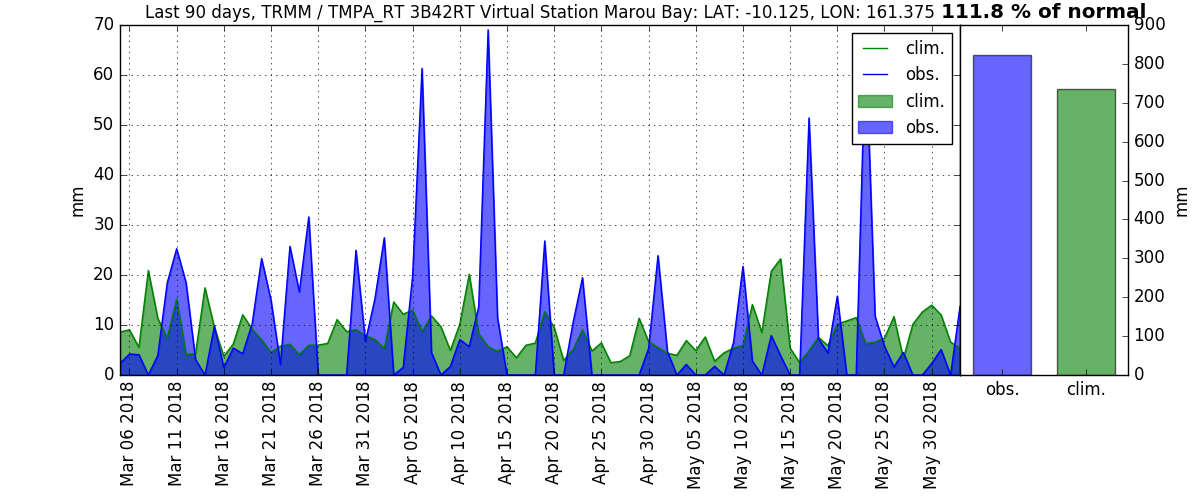 Last 90 days, TRMM / TMPA_RT 3B42RT Virtual Station Marou Bay: LAT: -10.125, LON: 161.375 111.8 % of normal
70
60
50
40
30
20
10
0
mm
clim.
obs.
clim.
obs.
900
800
700
600
500
400
300
200
100
0
mm
obs.
clim.
Mar 06 2018
Mar 11 2018
Mar 16 2018
Mar 21 2018
Mar 26 2018
Mar 31 2018
Apr 05 2018
Apr 10 2018
Apr 15 2018
Apr 20 2018
Apr 25 2018
Apr 30 2018
May 05 2018
May 10 2018
May 15 2018
May 20 2018
May 25 2018
May 30 2018